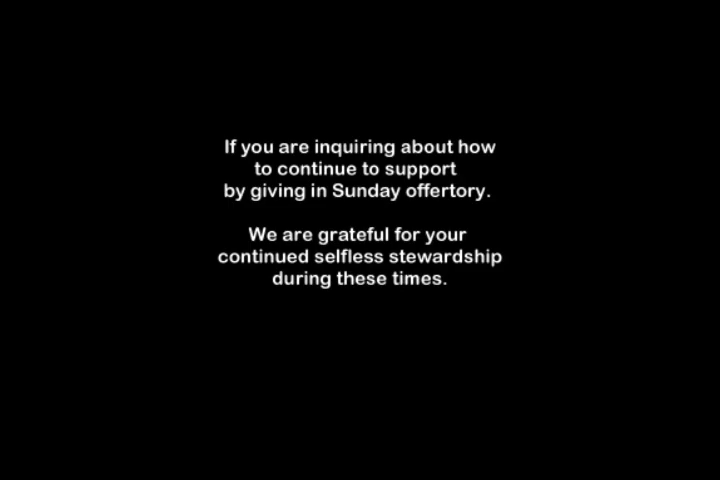 If you are inquiring about how
to continue to support
by giving in Sunday offertory.
We are grateful for your
continued selfless stewardship
during these times.